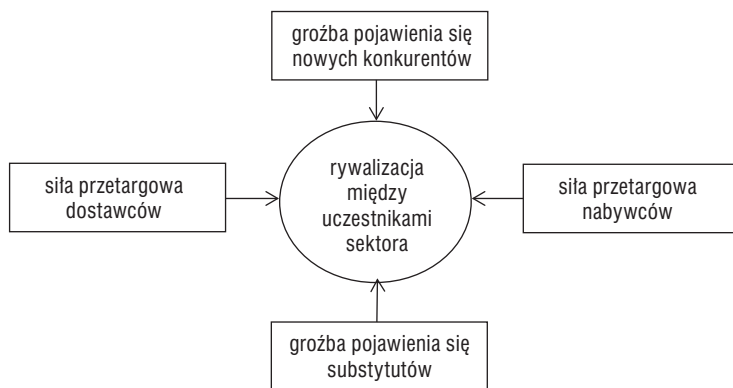 groźba pojawienia się
nowych konkurentów
siła przetargowa
dostawców
rywalizacja
między
uczestnikami
sektora
siła przetargowa
nabywców
groźba pojawienia się
substytutów